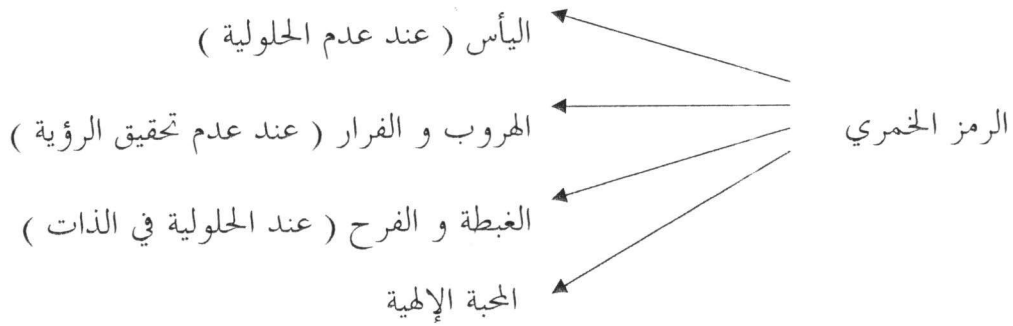 اليأس ( عند عدم الحلولية )
الهروب و الفرار ( عند عدم تحقيق الرؤية )
الرمز الخمري
الغبطة و الفرح ( عند الحلولية في الذات )
المحبة الإلهية